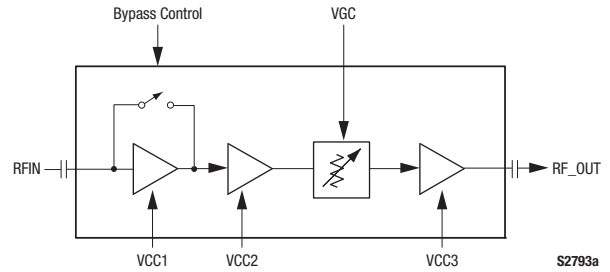 Bypass Control
VGC
RFIN
RF_OUT
VCC1
VCC2
VCC3
S2793a